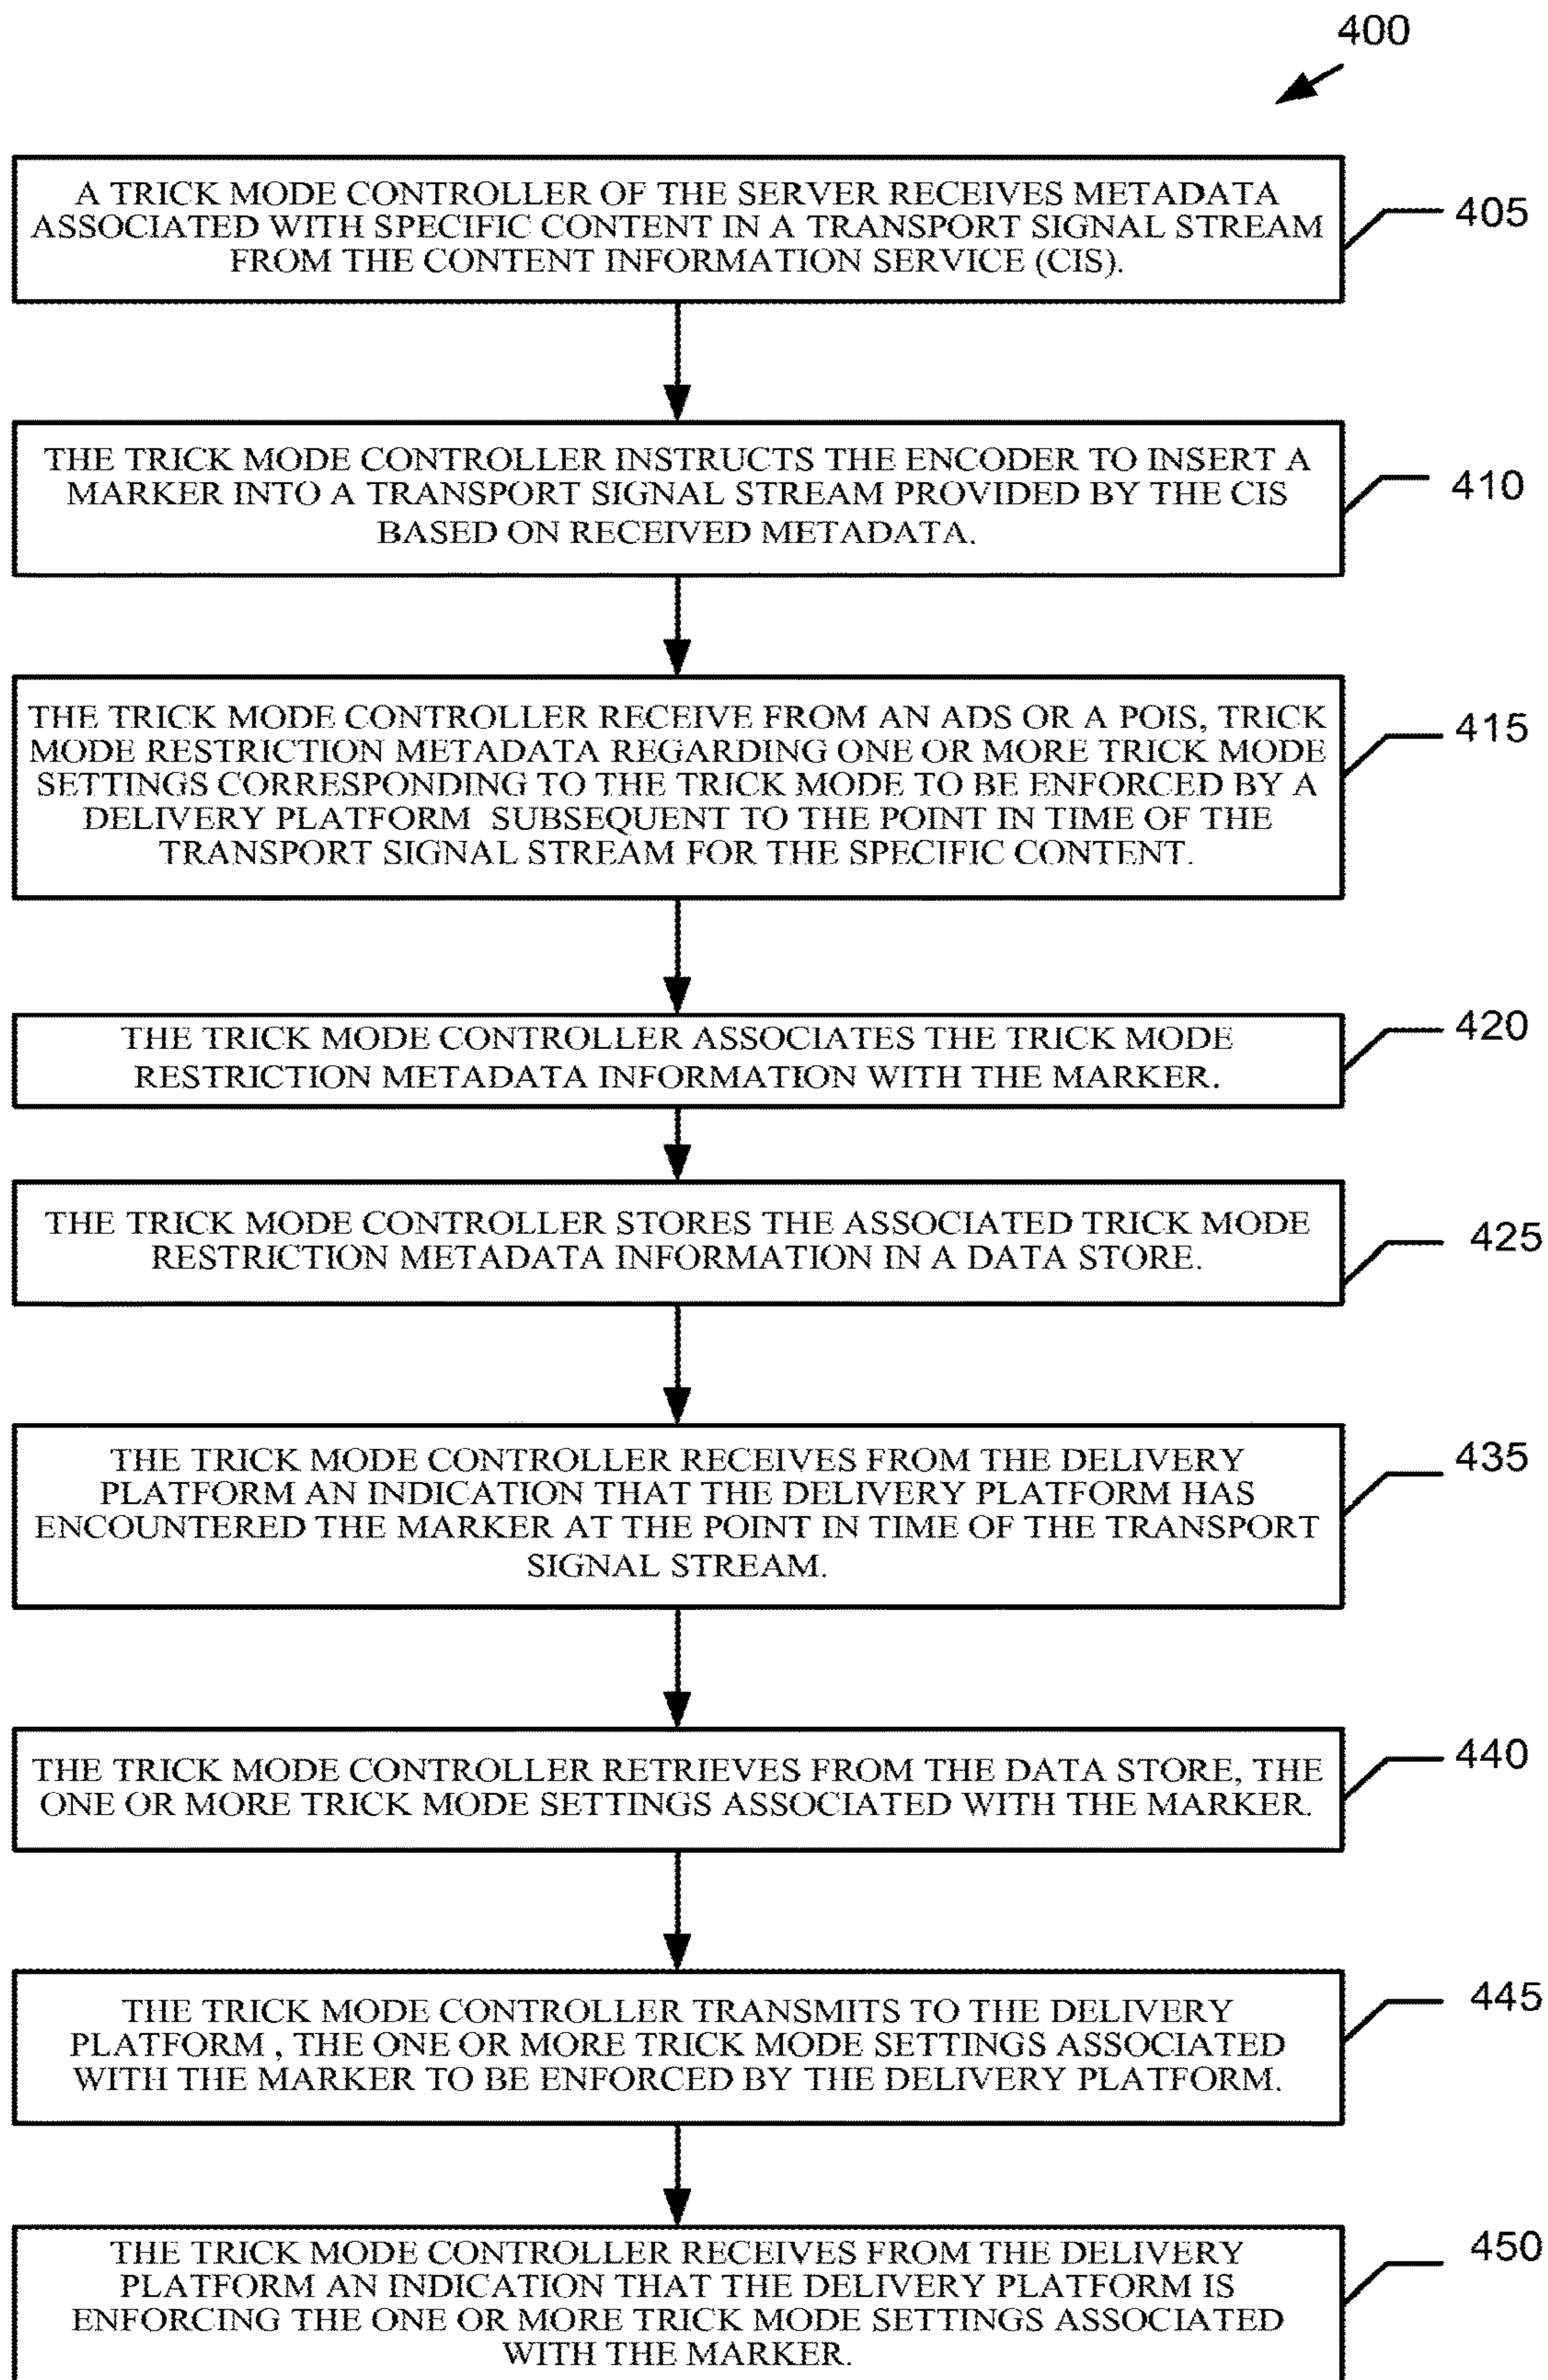 400
A TRICK MODE CONTROLLER OF THE SERVER RECEIVES METADATA
ASSOCIATED WITH SPECIFIC CONTENT IN A TRANSPORT SIGNAL STREAM
FROM THE CONTENT INFORMATION SERVICE (CIS).
405
THE TRICK MODE CONTROLLER INSTRUCTS THE ENCODER TO INSERT A
MARKER INTO A TRANSPORT SIGNAL STREAM PROVIDED BY THE CIS
BASED ON RECEIVED METADATA.
410
THE TRICK MODE CONTROLLER RECEIVE FROM AN ADS OR A POIS, TRICK
MODE RESTRICTION METADATA REGARDING ONE OR MORE TRICK MODE
SETTINGS CORRESPONDING TO THE TRICK MODE TO BE ENFORCED BY A
DELIVERY PLATFORM SUBSEQUENT TO THE POINT IN TIME OF THE
TRANSPORT SIGNAL STREAM FOR THE SPECIFIC CONTENT.
415
THE TRICK MODE CONTROLLER ASSOCIATES THE TRICK MODE
RESTRICTION METADATA INFORMATION WITH THE MARKER.
420
THE TRICK MODE CONTROLLER STORES THE ASSOCIATED TRICK MODE
RESTRICTION METADATA INFORMATION IN A DATA STORE.
425
THE TRICK MODE CONTROLLER RECEIVES FROM THE DELIVERY
PLATFORM AN INDICATION THAT THE DELIVERY PLATFORM HAS
ENCOUNTERED THE MARKER AT THE POINT IN TIME OF THE TRANSPORT
SIGNAL STREAM.
435
THE TRICK MODE CONTROLLER RETRIEVES FROM THE DATA STORE, THE
ONE OR MORE TRICK MODE SETTINGS ASSOCIATED WITH THE MARKER.
440
THE TRICK MODE CONTROLLER TRANSMITS TO THE DELIVERY
PLATFORM , THE ONE OR MORE TRICK MODE SETTINGS ASSOCIATED
WITH THE MARKER TO BE ENFORCED BY THE DELIVERY PLATFORM.
445
THE TRICK MODE CONTROLLER RECEIVES FROM THE DELIVERY
PLATFORM AN INDICATION THAT THE DELIVERY PLATFORM IS
ENFORCING THE ONE OR MORE TRICK MODE SETTINGS ASSOCIATED
WITH THE MARKER.
450